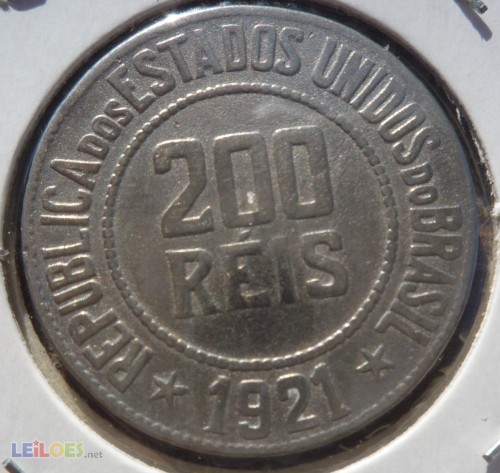 REPUBLICA DOS ESTADOS UNIDOS DO BRASIL
200
RÉIS
1921
LEiLOES.net